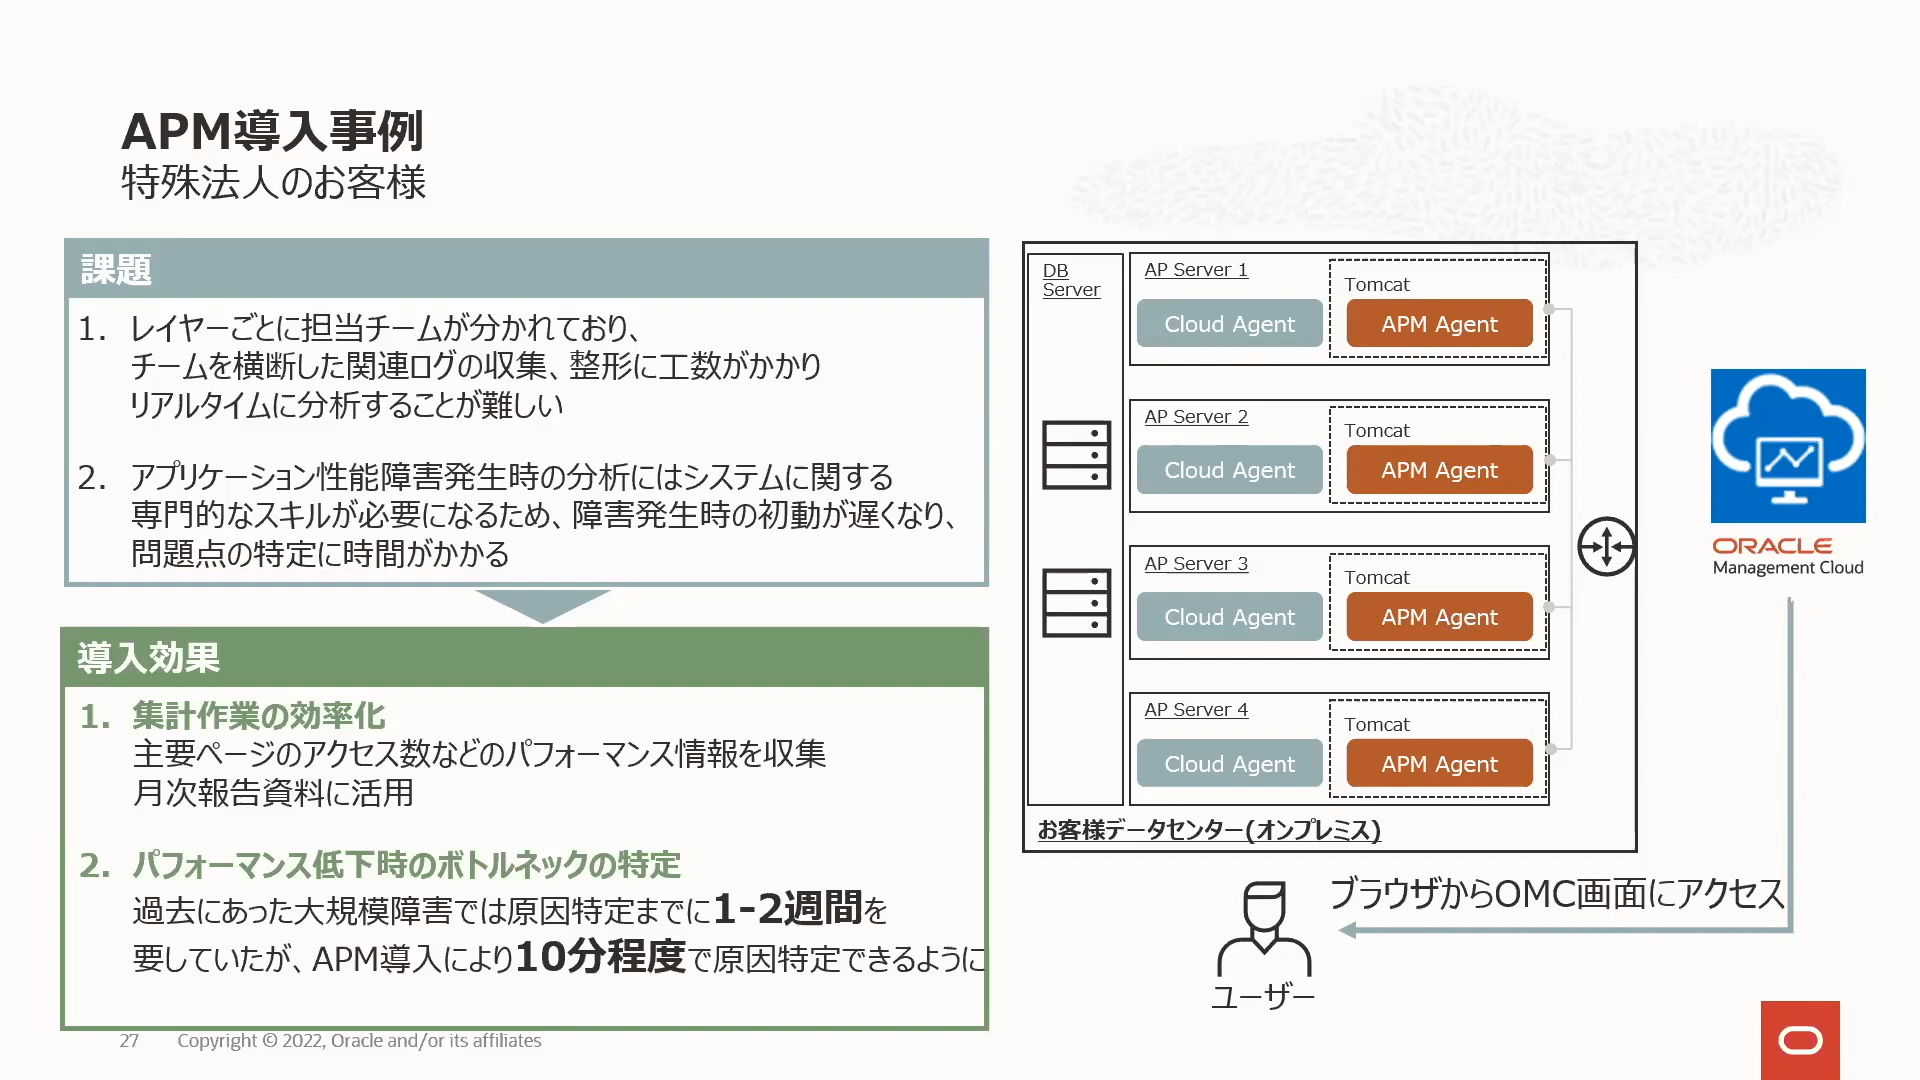 APM導入事例
特殊法人のお客様
課題
1. レイヤーごとに担当チームが分かれており、
チームを横断した関連ログの収集、整形に工数がかかり
リアルタイムに分析することが難しい
2. アプリケーション性能障害発生時の分析にはシステムに関する
専門的なスキルが必要になるため、障害発生時の初動が遅くなり、
問題点の特定に時間がかかる
導入効果
1. 集計作業の効率化
主要ページのアクセス数などのパフォーマンス情報を収集
月次報告資料に活用
2. パフォーマンス低下時のボトルネックの特定
過去にあった大規模障害では原因特定までに1-2週間を
要していたが、APM導入により10分程度で原因特定できるように
DB
Server
AP Server 1
Tomcat
Cloud Agent
APM Agent
AP Server 2
Tomcat
Cloud Agent
APM Agent
AP Server 3
Tomcat
Cloud Agent
APM Agent
AP Server 4
Tomcat
Cloud Agent
APM Agent
お客様データセンター(オンプレミス)
ORACLE
Management Cloud
ブラウザからOMC画面にアクセス
ユーザー
27 Copyright © 2022, Oracle and/or its affiliates